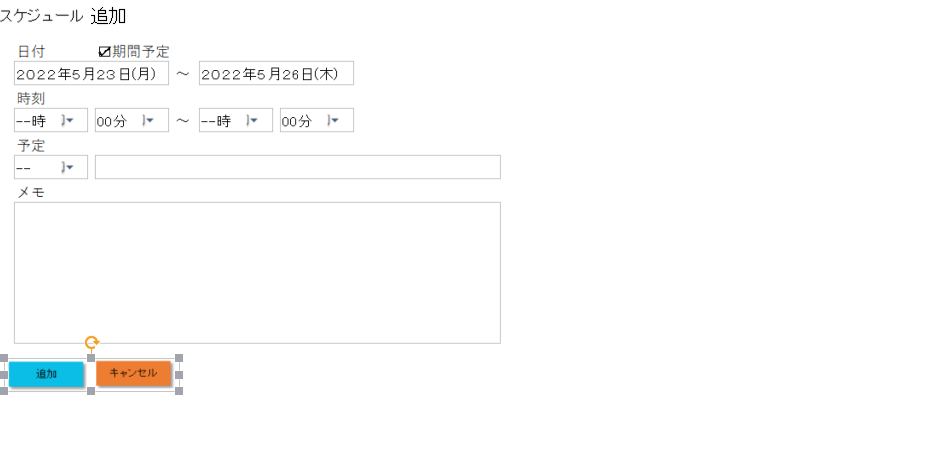 スケジュール 追加
日付 期間予定
2022年5月23日(月) ～ 2022年5月26日(木)
時刻
--時 00分 ～ --時 00分
予定
--
メモ
追加 キャンセル